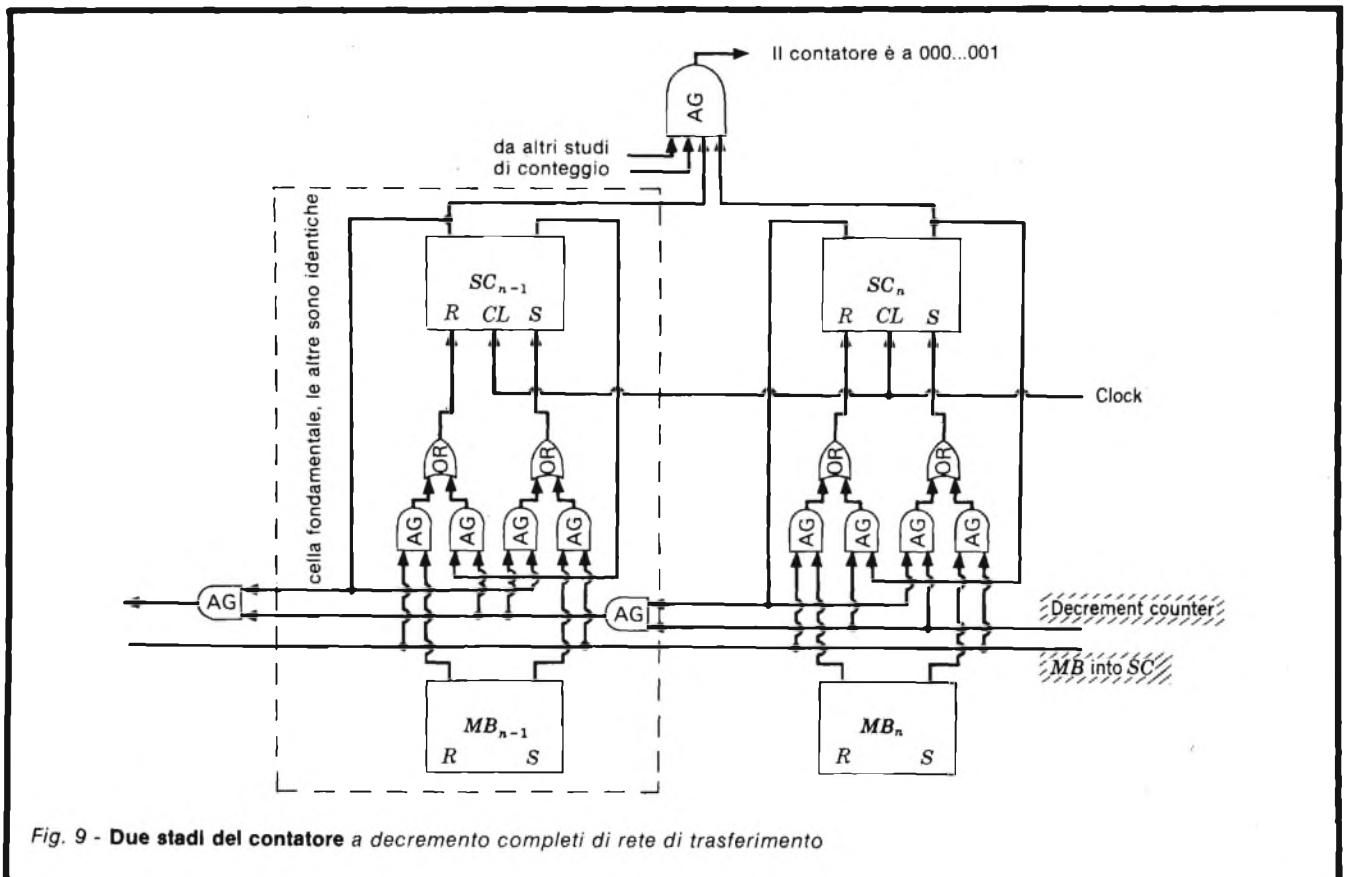 Il contatore è a 000...001
AG
da altri studi
di conteggio
cella fondamentale, le altre sono identiche
SCn-1
R CL S
SCn
R CL S
Clock
OR OR OR OR
AG AG AG AG AG AG AG AG
AG AG
Decrement counter
MB into SC
MBn-1
R S
MBn
R S
Fig. 9 - Due stadi del contatore a decremento completi di rete di trasferimento